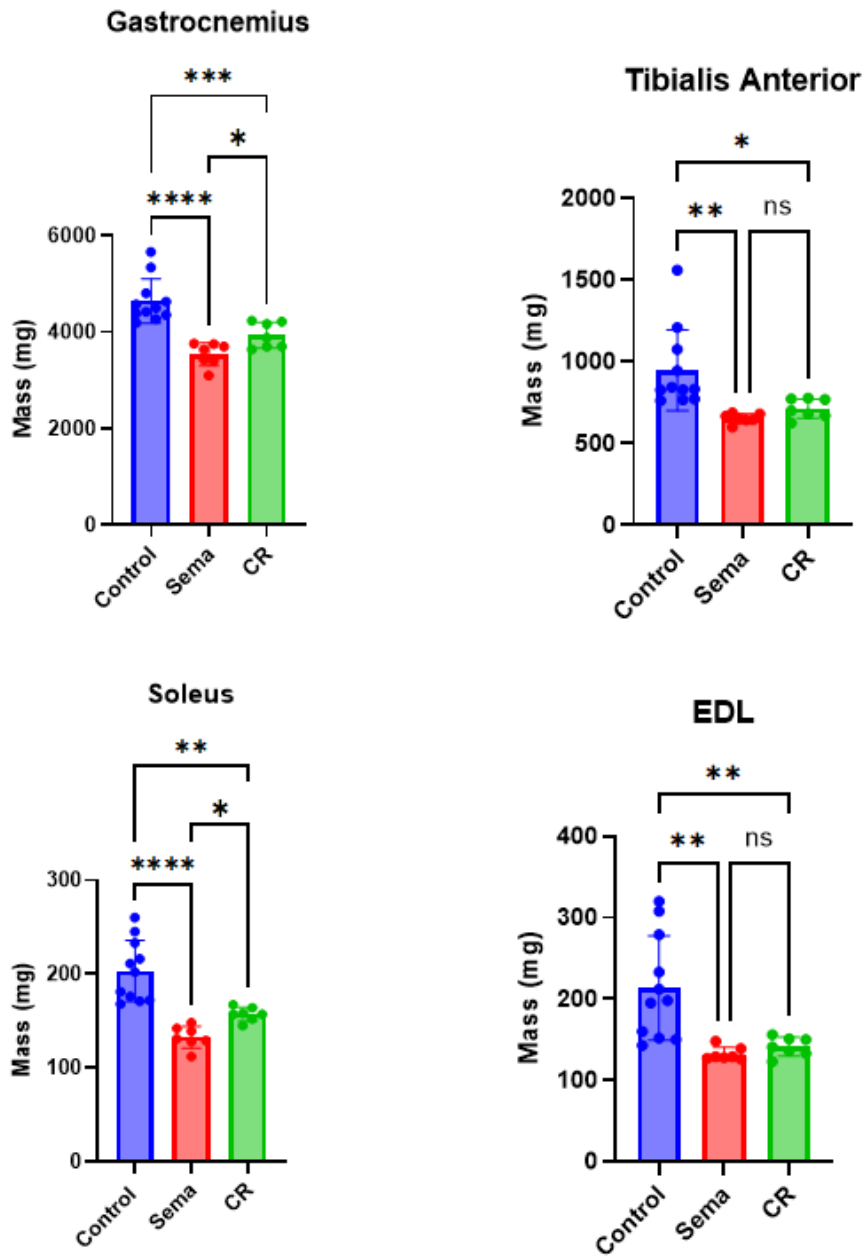 Gastrocnemius
***
*
****
Mass (mg)
6000
4000
2000
0
Control
Sema
CR
Tibialis Anterior
*
**
ns
Mass (mg)
2000
1500
1000
500
0
Control
Sema
CR
Soleus
**
*
****
Mass (mg)
300
200
100
0
Control
Sema
CR
EDL
**
**
ns
Mass (mg)
400
300
200
100
0
Control
Sema
CR